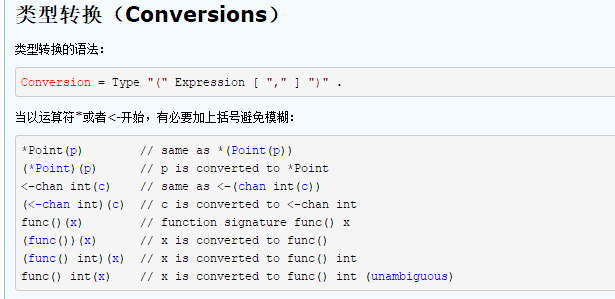 类型转换（Conversions）
类型转换的语法：
Conversion = Type "(" Expression [ "," ] ")" .
当以运算符*或者<-开始，有必要加上括号避免模糊：
*Point(p)        // same as *(Point(p))
(*Point)(p)      // p is converted to *Point
<-chan int(c)    // same as <-(chan int(c))
(<-chan int)(c)  // c is converted to <-chan int
func()(x)        // function signature func() x
(func())(x)      // x is converted to func()
(func() int)(x)  // x is converted to func() int
func() int(x)    // x is converted to func() int (unambiguous)